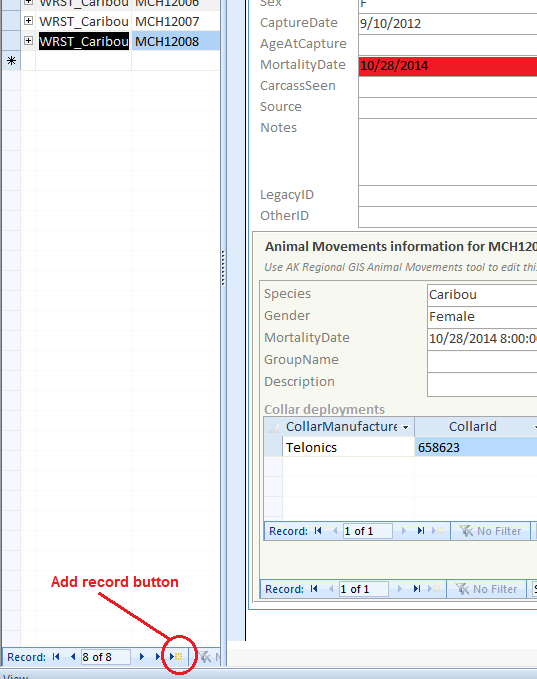 WRST_Caribou MCH12006
WRST_Caribou MCH12007
WRST_Caribou MCH12008
Sex F
CaptureDate 9/10/2012
AgeAtCapture
MortalityDate 10/28/2014
CarcassSeen
Source
Notes
LegacyID
OtherID
Animal Movements information for MCH120
Use AK Regional GIS Animal Movements tool to edit this
Species Caribou
Gender Female
MortalityDate 10/28/2014 8:00:00
GroupName
Description
Collar deployments
CollarManufacture CollarId
Telonics 658623
Record: 1 of 1 No Filter
Add record button
Record: 1 of 1 No Filter S
Record: 8 of 8 N
View